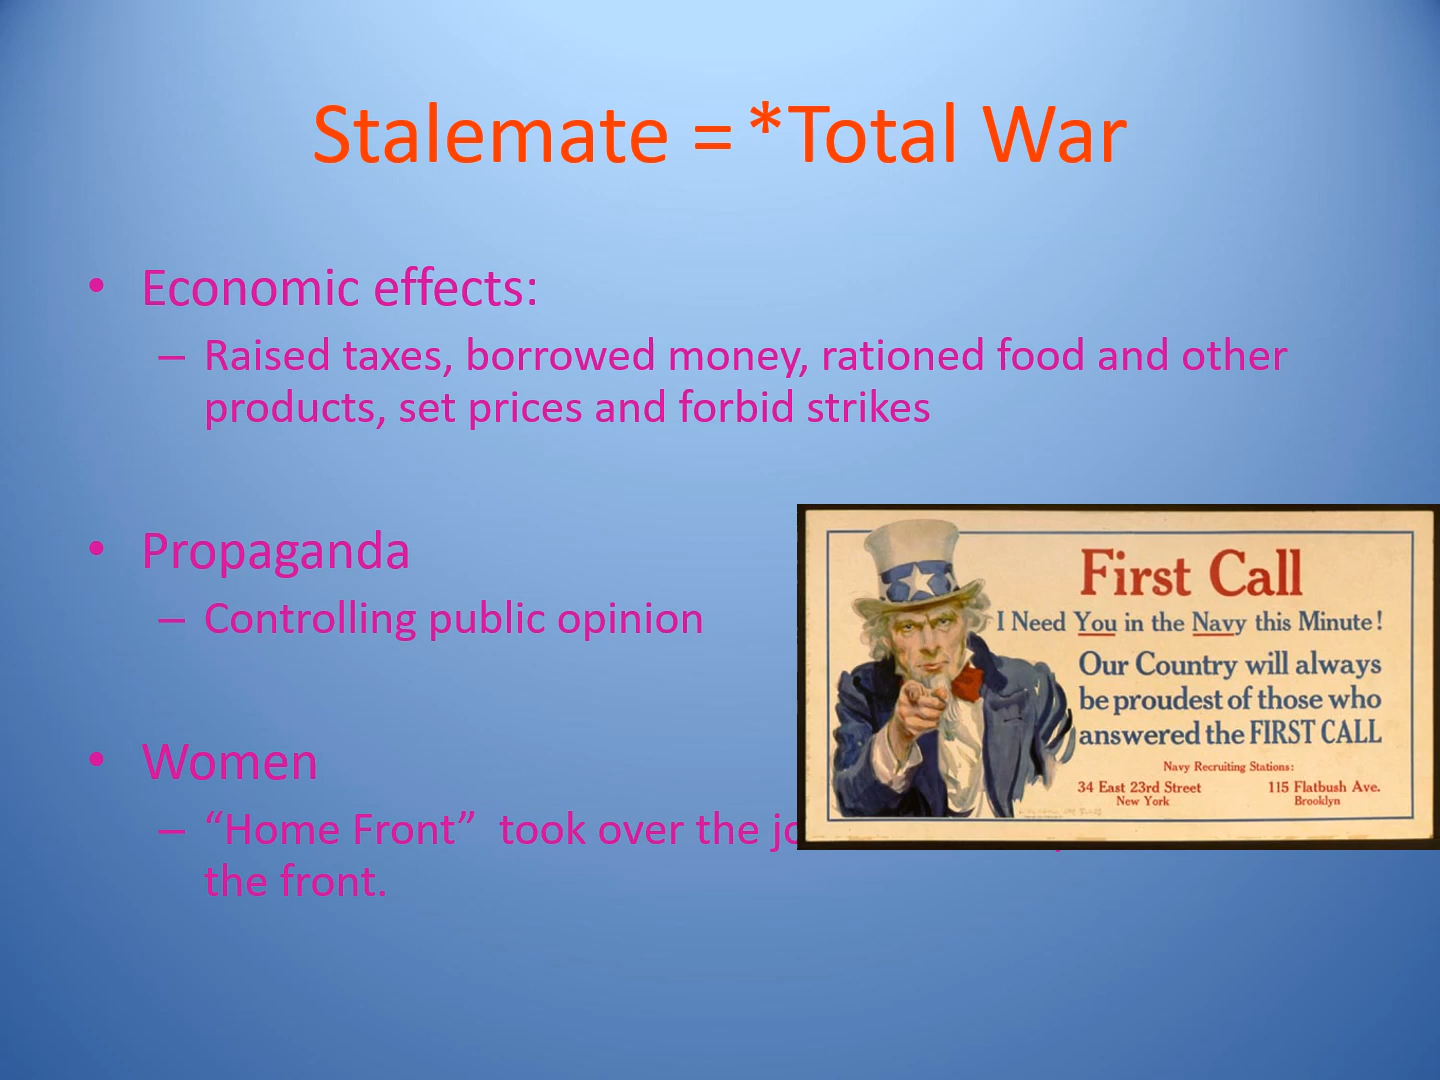 Stalemate = *Total War
• Economic effects:
– Raised taxes, borrowed money, rationed food and other
products, set prices and forbid strikes
• Propaganda
– Controlling public opinion
• Women
– “Home Front” took over the
the front.
First Call
I Need You in the Navy this Minute!
Our Country will always
be proudest of those who
answered the FIRST CALL
Navy Recruiting Stations:
34 East 23rd Street
New York
115 Flatbush Ave.
Brooklyn